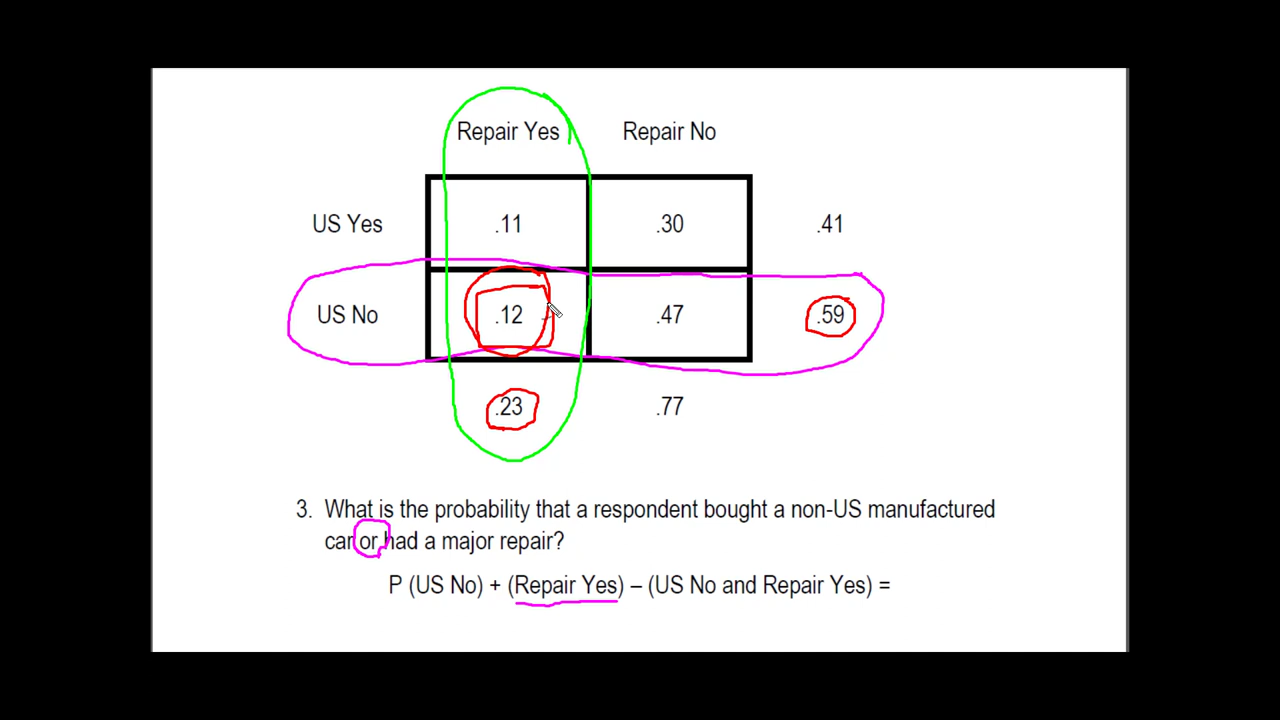 Repair Yes Repair No
US Yes .11 .30 .41
US No .12 .47 .59
.23 .77
3. What is the probability that a respondent bought a non-US manufactured
car or had a major repair?
P (US No) + (Repair Yes) – (US No and Repair Yes) =